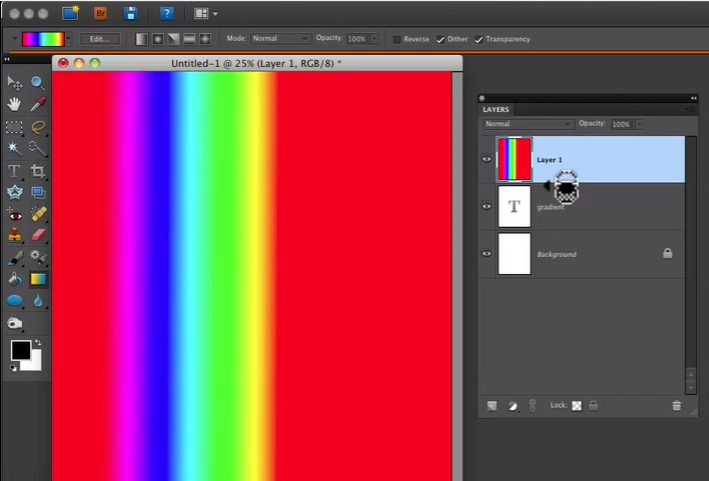 Br
?
Edit...
Mode: Normal
Opacity: 100%
Reverse
Dither
Transparency
Untitled-1 @ 25% (Layer 1, RGB/8) *
T
LAYERS
Normal
Opacity: 100%
Layer 1
T
gradient
Background
Lock: